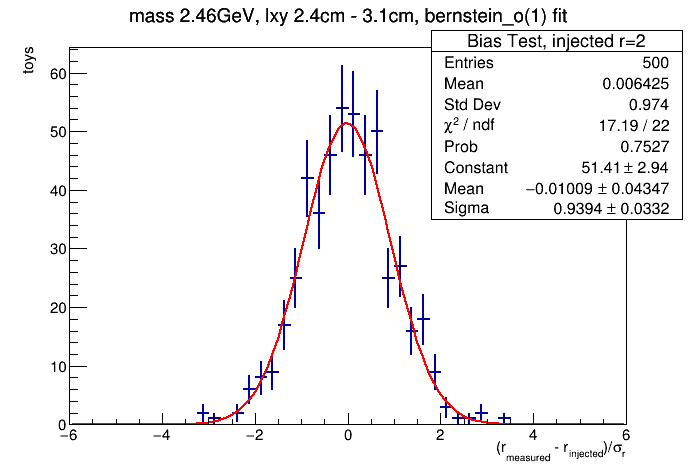 mass 2.46GeV, lxy 2.4cm - 3.1cm, bernstein_o(1) fit
Bias Test, injected r=2
Entries 500
Mean 0.006425
Std Dev 0.974
χ² / ndf 17.19 / 22
Prob 0.7527
Constant 51.41 ± 2.94
Mean −0.01009 ± 0.04347
Sigma 0.9394 ± 0.0332
toys
60
50
40
30
20
10
0
−6 −4 −2 0 2 4 6
(r_measured - r_injected)/σ_r